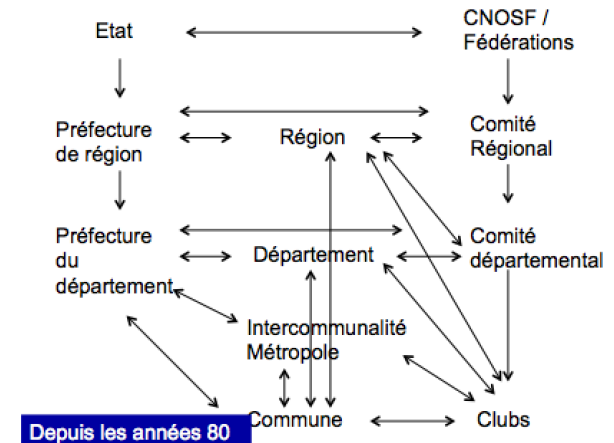 Etat
CNOSF /
Fédérations
Préfecture
de région
Région
Comité
Régional
Préfecture
du
département
Département
Comité
départemental
Intercommunalité
Métropole
Commune
Clubs
Depuis les années 80